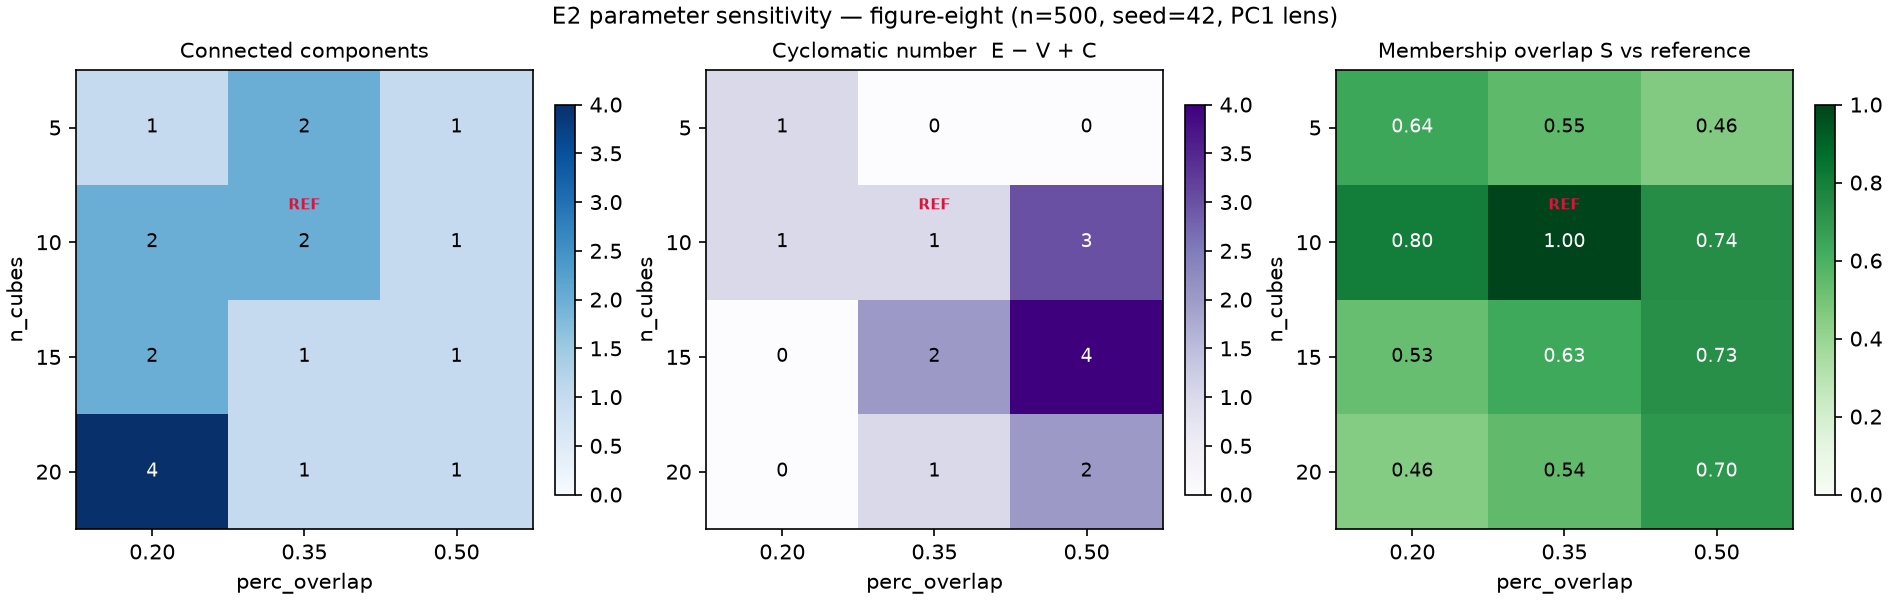 E2 parameter sensitivity — figure-eight (n=500, seed=42, PC1 lens)
Connected components
n_cubes
5
10
15
20
1 2 1
REF
2 2 1
2 1 1
4 1 1
0.20 0.35 0.50
perc_overlap
4.0
3.5
3.0
2.5
2.0
1.5
1.0
0.5
0.0
Cyclomatic number E − V + C
n_cubes
5
10
15
20
1 0 0
REF
1 1 3
0 2 4
0 1 2
0.20 0.35 0.50
perc_overlap
4.0
3.5
3.0
2.5
2.0
1.5
1.0
0.5
0.0
Membership overlap S vs reference
n_cubes
5
10
15
20
0.64 0.55 0.46
REF
0.80 1.00 0.74
0.53 0.63 0.73
0.46 0.54 0.70
0.20 0.35 0.50
perc_overlap
1.0
0.8
0.6
0.4
0.2
0.0